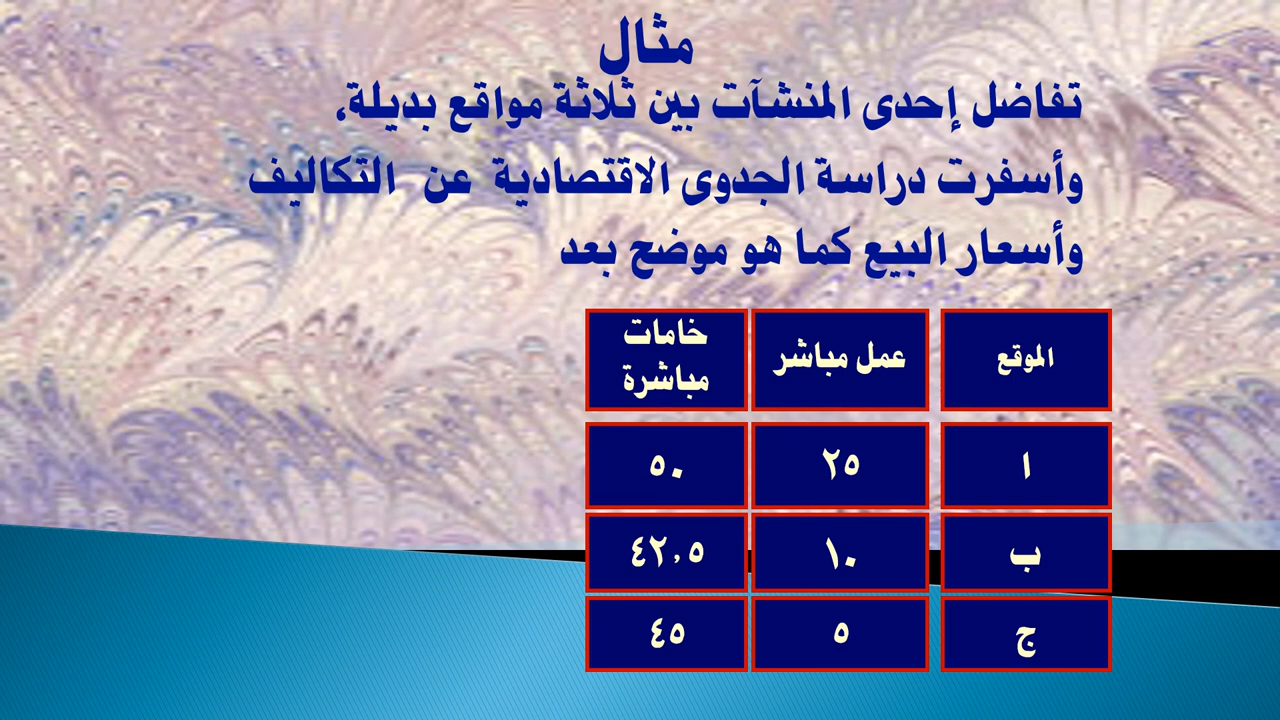 مثال
تفاضل إحدى المنشآت بين ثلاثة مواقع بديلة،
وأسفرت دراسة الجدوى الاقتصادية عن التكاليف
وأسعار البيع كما هو موضح بعد
الموقع عمل مباشر خامات مباشرة
ا ٢٥ ٥٠
ب ١٠ ٤٢,٥
ج ٥ ٤٥